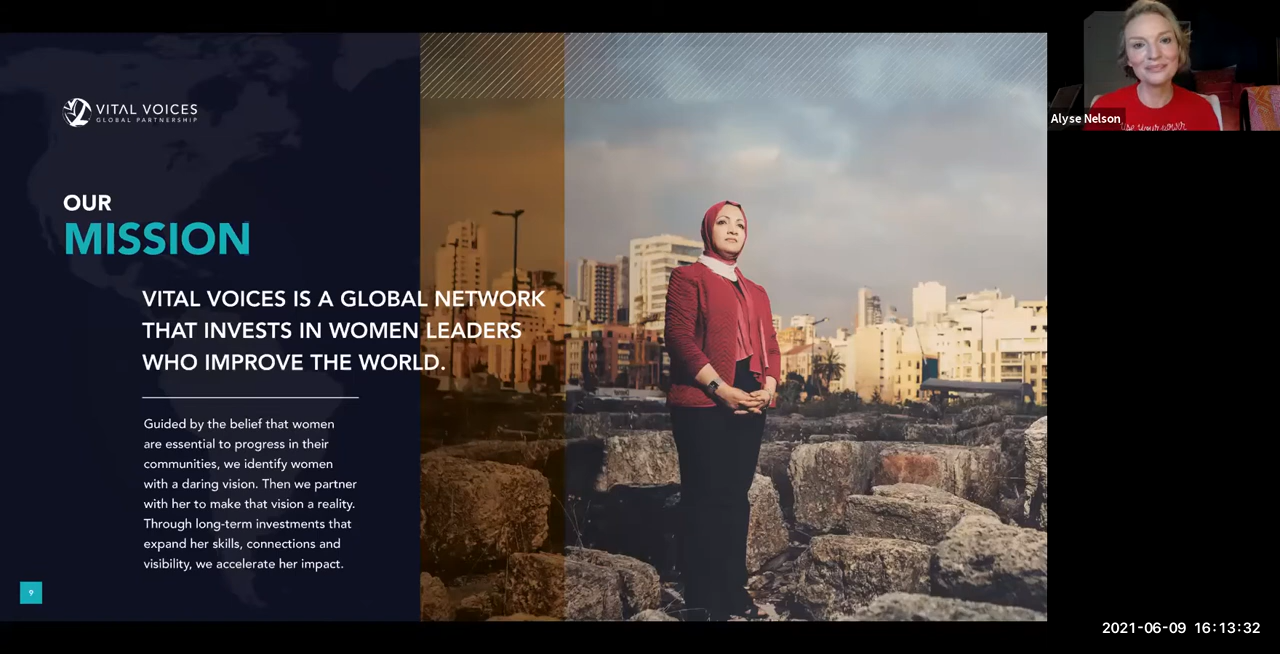 VITAL VOICES
GLOBAL PARTNERSHIP
OUR
MISSION
VITAL VOICES IS A GLOBAL NETWORK
THAT INVESTS IN WOMEN LEADERS
WHO IMPROVE THE WORLD.
Guided by the belief that women
are essential to progress in their
communities, we identify women
with a daring vision. Then we partner
with her to make that vision a reality.
Through long-term investments that
expand her skills, connections and
visibility, we accelerate her impact.
9
Alyse Nelson
use your power
2021-06-09 16:13:32